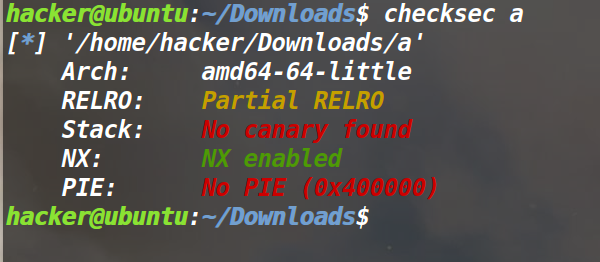 hacker@ubuntu:~/Downloads$ checksec a
[*] '/home/hacker/Downloads/a'
    Arch:     amd64-64-little
    RELRO:    Partial RELRO
    Stack:    No canary found
    NX:       NX enabled
    PIE:      No PIE (0x400000)
hacker@ubuntu:~/Downloads$